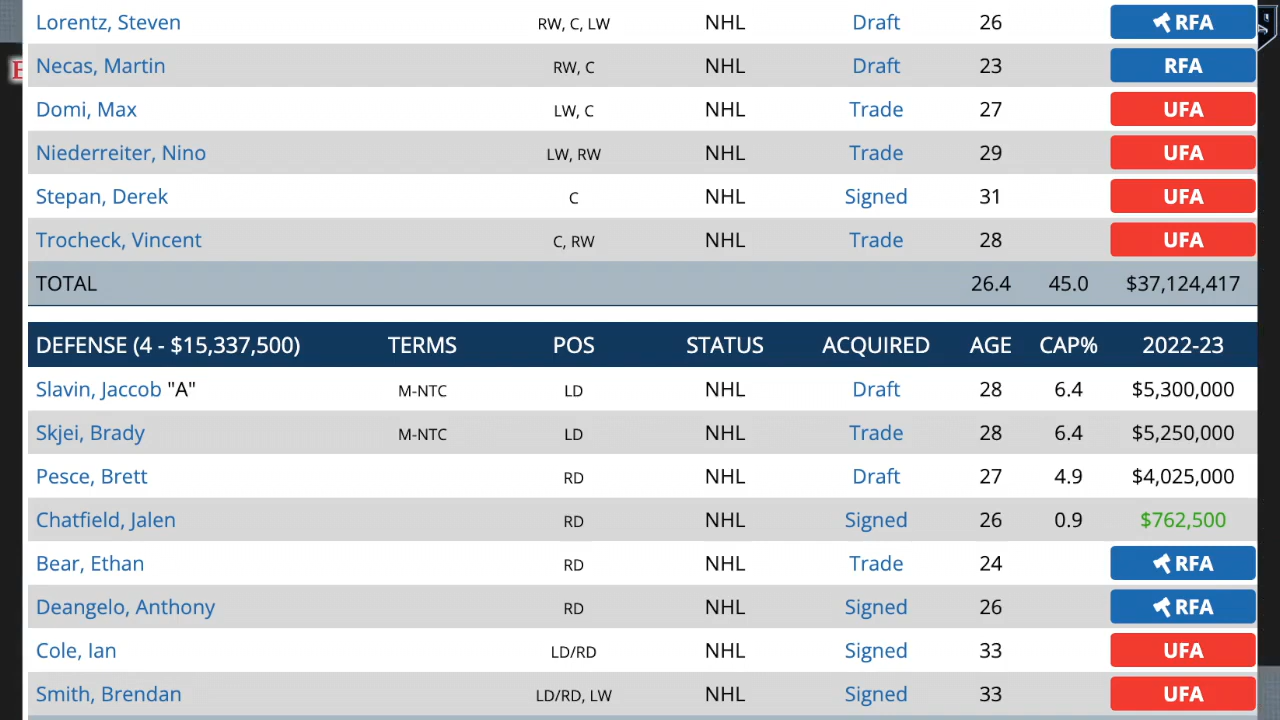 Lorentz, Steven RW, C, LW NHL Draft 26 RFA
Necas, Martin RW, C NHL Draft 23 RFA
Domi, Max LW, C NHL Trade 27 UFA
Niederreiter, Nino LW, RW NHL Trade 29 UFA
Stepan, Derek C NHL Signed 31 UFA
Trocheck, Vincent C, RW NHL Trade 28 UFA
TOTAL 26.4 45.0 $37,124,417
DEFENSE (4 - $15,337,500) TERMS POS STATUS ACQUIRED AGE CAP% 2022-23
Slavin, Jaccob "A" M-NTC LD NHL Draft 28 6.4 $5,300,000
Skjei, Brady M-NTC LD NHL Trade 28 6.4 $5,250,000
Pesce, Brett RD NHL Draft 27 4.9 $4,025,000
Chatfield, Jalen RD NHL Signed 26 0.9 $762,500
Bear, Ethan RD NHL Trade 24 RFA
Deangelo, Anthony RD NHL Signed 26 RFA
Cole, Ian LD/RD NHL Signed 33 UFA
Smith, Brendan LD/RD, LW NHL Signed 33 UFA